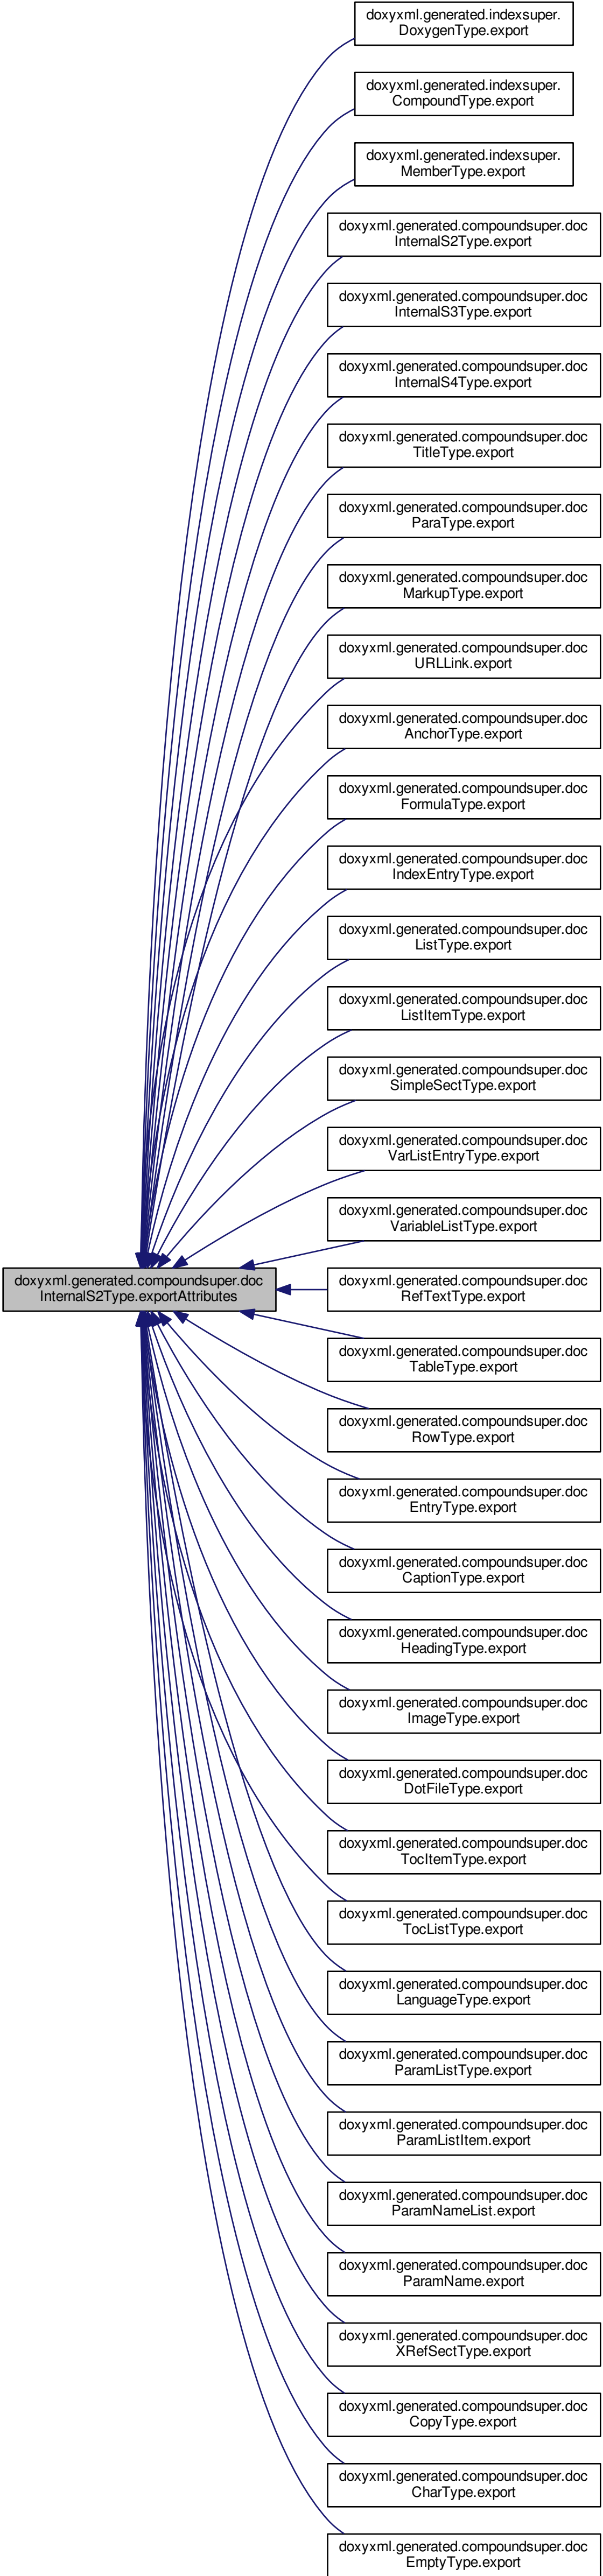 doxyxml.generated.indexsuper.
DoxygenType.export
doxyxml.generated.indexsuper.
CompoundType.export
doxyxml.generated.indexsuper.
MemberType.export
doxyxml.generated.compoundsuper.doc
InternalS2Type.export
doxyxml.generated.compoundsuper.doc
InternalS3Type.export
doxyxml.generated.compoundsuper.doc
InternalS4Type.export
doxyxml.generated.compoundsuper.doc
TitleType.export
doxyxml.generated.compoundsuper.doc
ParaType.export
doxyxml.generated.compoundsuper.doc
MarkupType.export
doxyxml.generated.compoundsuper.doc
URLLink.export
doxyxml.generated.compoundsuper.doc
AnchorType.export
doxyxml.generated.compoundsuper.doc
FormulaType.export
doxyxml.generated.compoundsuper.doc
IndexEntryType.export
doxyxml.generated.compoundsuper.doc
ListType.export
doxyxml.generated.compoundsuper.doc
ListItemType.export
doxyxml.generated.compoundsuper.doc
SimpleSectType.export
doxyxml.generated.compoundsuper.doc
VarListEntryType.export
doxyxml.generated.compoundsuper.doc
VariableListType.export
doxyxml.generated.compoundsuper.doc
InternalS2Type.exportAttributes
doxyxml.generated.compoundsuper.doc
RefTextType.export
doxyxml.generated.compoundsuper.doc
TableType.export
doxyxml.generated.compoundsuper.doc
RowType.export
doxyxml.generated.compoundsuper.doc
EntryType.export
doxyxml.generated.compoundsuper.doc
CaptionType.export
doxyxml.generated.compoundsuper.doc
HeadingType.export
doxyxml.generated.compoundsuper.doc
ImageType.export
doxyxml.generated.compoundsuper.doc
DotFileType.export
doxyxml.generated.compoundsuper.doc
TocItemType.export
doxyxml.generated.compoundsuper.doc
TocListType.export
doxyxml.generated.compoundsuper.doc
LanguageType.export
doxyxml.generated.compoundsuper.doc
ParamListType.export
doxyxml.generated.compoundsuper.doc
ParamListItem.export
doxyxml.generated.compoundsuper.doc
ParamNameList.export
doxyxml.generated.compoundsuper.doc
ParamName.export
doxyxml.generated.compoundsuper.doc
XRefSectType.export
doxyxml.generated.compoundsuper.doc
CopyType.export
doxyxml.generated.compoundsuper.doc
CharType.export
doxyxml.generated.compoundsuper.doc
EmptyType.export